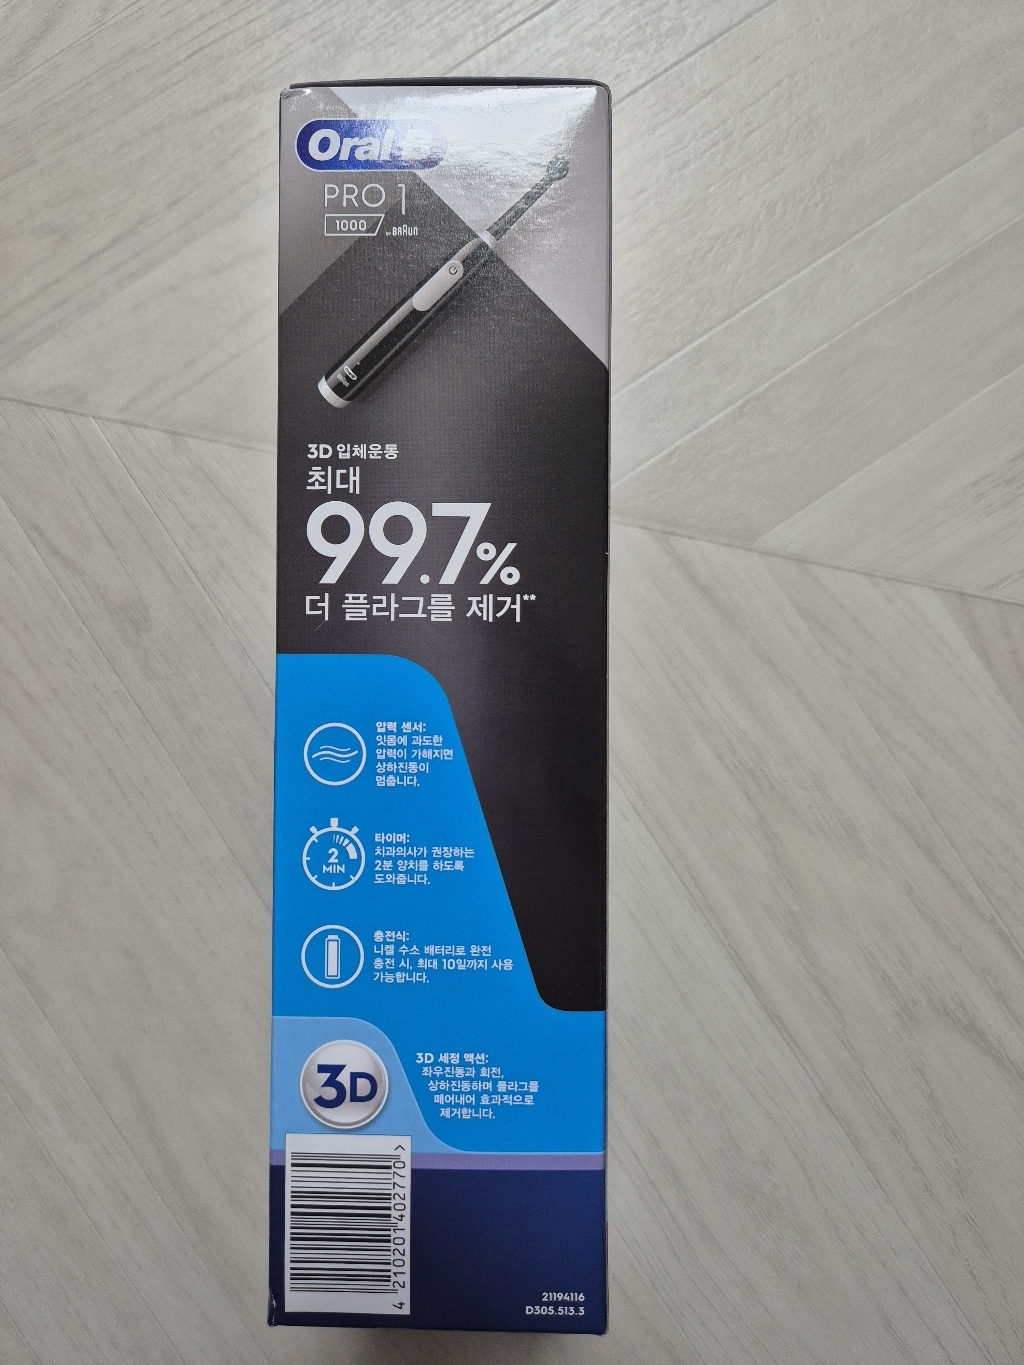 Oral-B
PRO 1
1000 by BRAUN
3D 입체운동
최대
99.7%
더 플라그를 제거**
압력 센서:
잇몸에 과도한
압력이 가해지면
상하진동이
멈춥니다.
2
MIN
타이머:
치과의사가 권장하는
2분 양치를 하도록
도와줍니다.
충전식:
니켈 수소 배터리로 완전
충전 시, 최대 10일까지 사용
가능합니다.
3D
3D 세정 액션:
좌우진동과 회전,
상하진동하며 플라그를
떼어내어 효과적으로
제거합니다.
4 210201 402770 >
21194116
D305.513.3